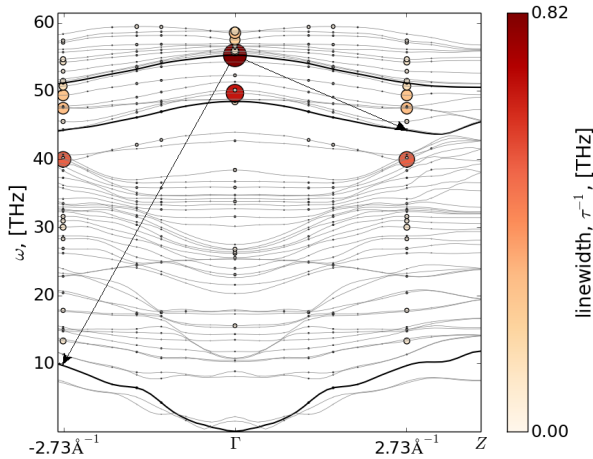 60
50
40
30
20
10
ω, [THz]
-2.73Å⁻¹
Γ
2.73Å⁻¹
Z
0.82
0.00
linewidth, τ⁻¹, [THz]